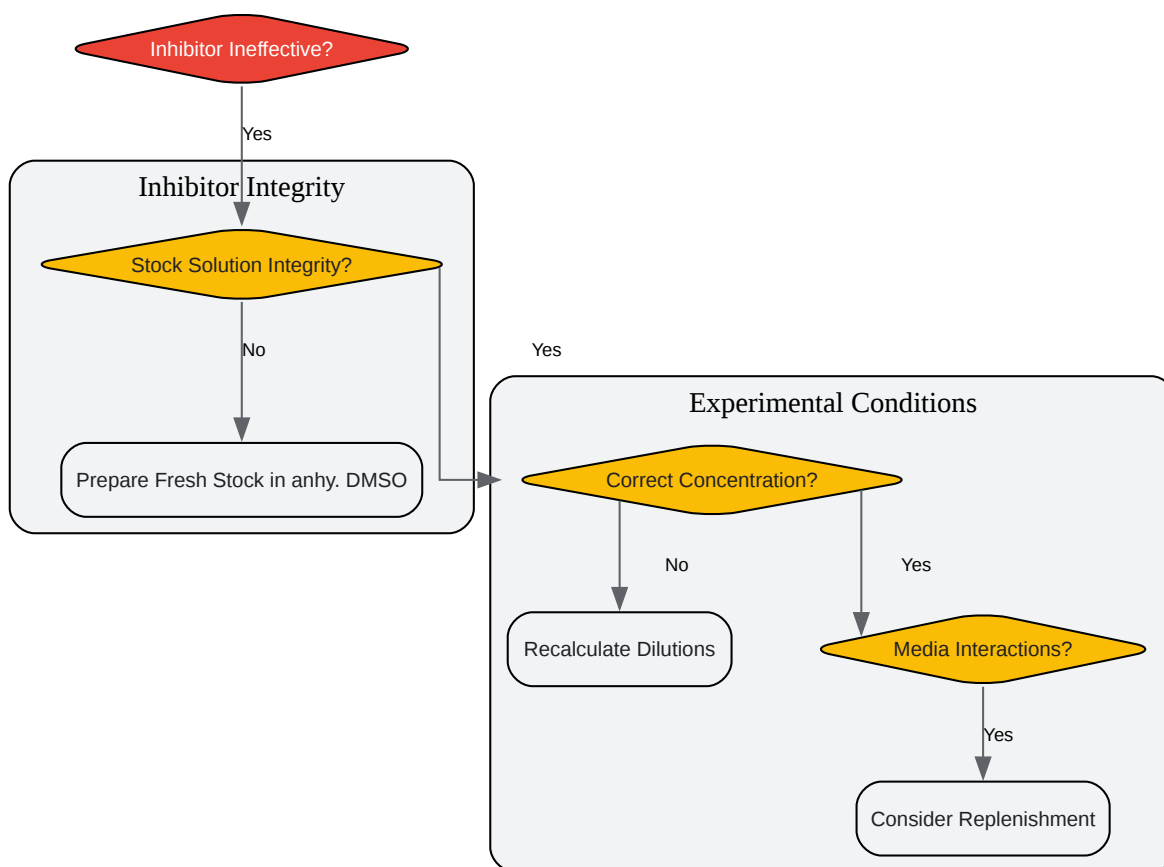 Inhibitor Ineffective?
Yes
Inhibitor Integrity
Stock Solution Integrity?
No
Yes
Prepare Fresh Stock in anhy. DMSO
Experimental Conditions
Correct Concentration?
No
Yes
Recalculate Dilutions
Media Interactions?
Yes
Consider Replenishment